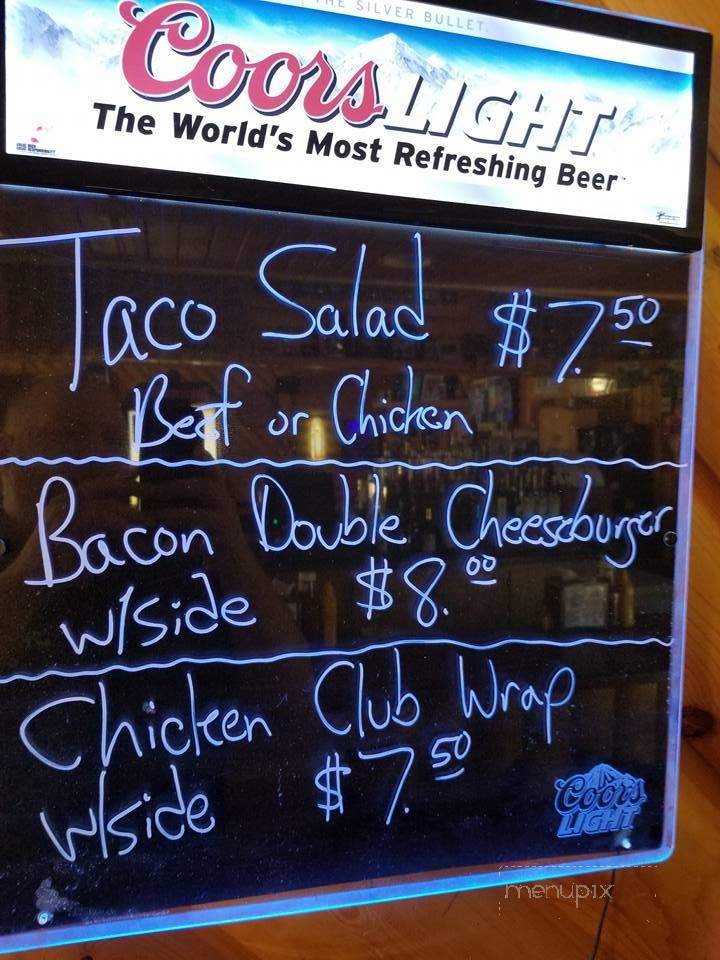 THE SILVER BULLET.
Coors LIGHT
The World's Most Refreshing Beer
Taco Salad $7.50
Beef or Chicken
Bacon Double Cheeseburger
w/side $8.00
Chicken Club Wrap
w/side $7.50
Coors
LIGHT
menupix